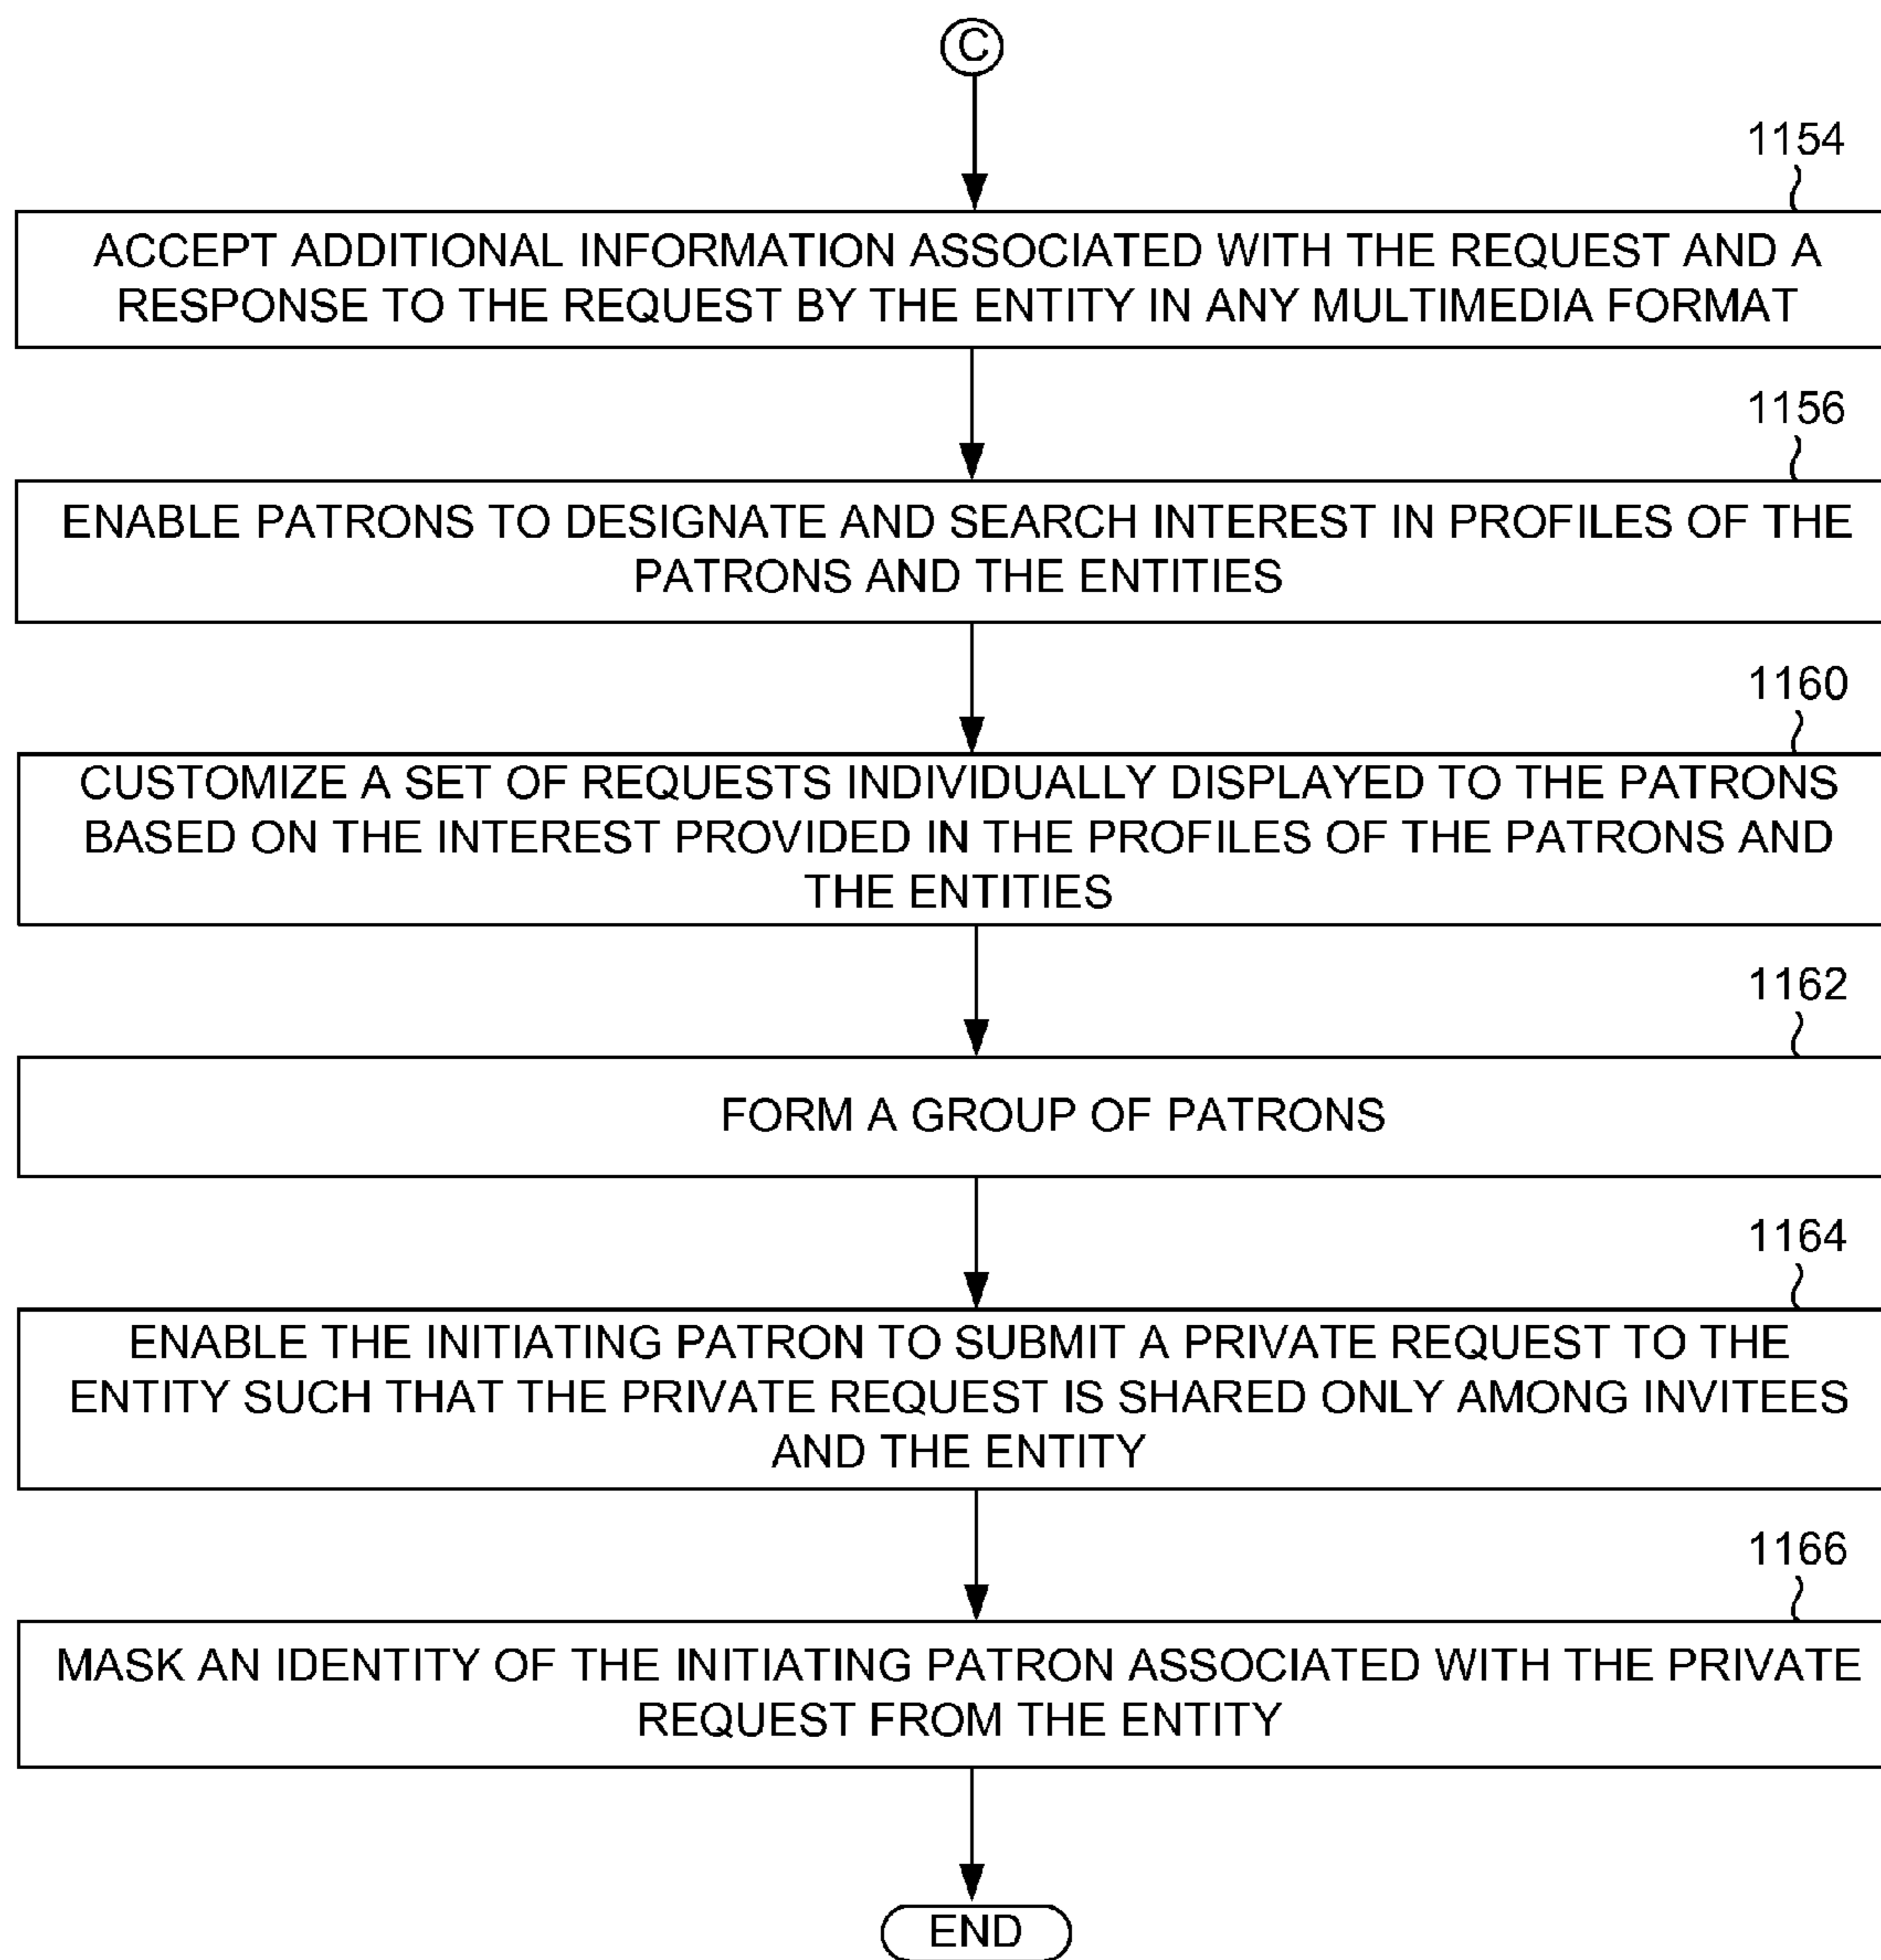 C
1154
ACCEPT ADDITIONAL INFORMATION ASSOCIATED WITH THE REQUEST AND A
RESPONSE TO THE REQUEST BY THE ENTITY IN ANY MULTIMEDIA FORMAT
1156
ENABLE PATRONS TO DESIGNATE AND SEARCH INTEREST IN PROFILES OF THE
PATRONS AND THE ENTITIES
1160
CUSTOMIZE A SET OF REQUESTS INDIVIDUALLY DISPLAYED TO THE PATRONS
BASED ON THE INTEREST PROVIDED IN THE PROFILES OF THE PATRONS AND
THE ENTITIES
1162
FORM A GROUP OF PATRONS
1164
ENABLE THE INITIATING PATRON TO SUBMIT A PRIVATE REQUEST TO THE
ENTITY SUCH THAT THE PRIVATE REQUEST IS SHARED ONLY AMONG INVITEES
AND THE ENTITY
1166
MASK AN IDENTITY OF THE INITIATING PATRON ASSOCIATED WITH THE PRIVATE
REQUEST FROM THE ENTITY
END